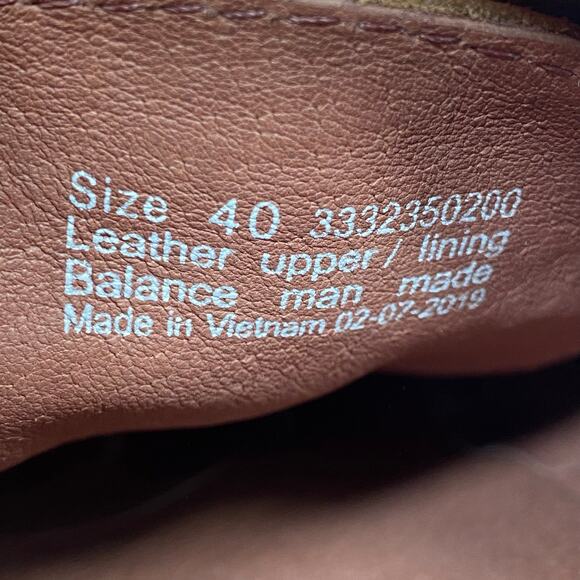 Size 40 3332350200
Leather upper / lining
Balance man made
Made in Vietnam 02-07-2019